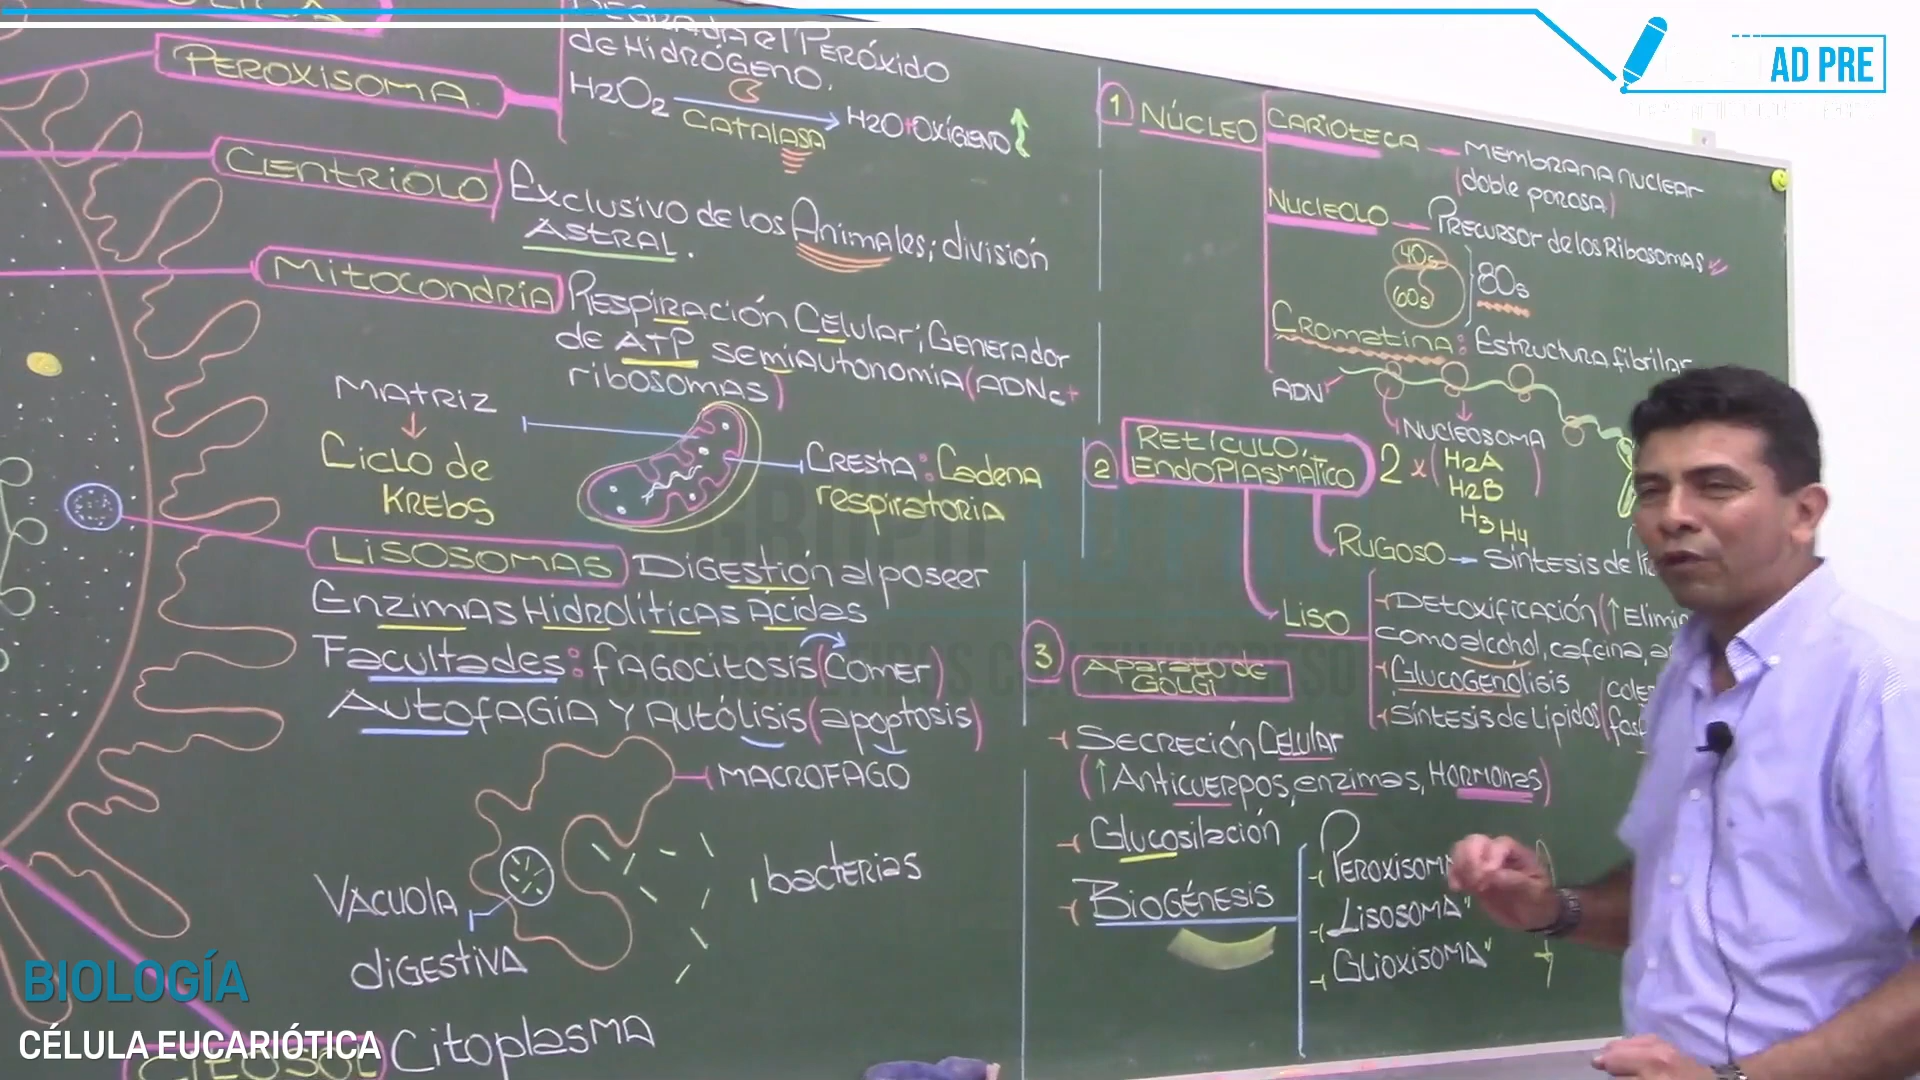 PEROXISOMA
DEGRADA el PERÓXIDO
de HIDRÓGENO.
H2O2 → H2O + OXÍGENO
CATALASA
CENTRIOLO
Exclusivo de los Animales; división
ASTRAL.
MITOCONDRIA
RESPIRACIÓN CELULAR; GENERADOR
de ATP SEMIAUTONOMIA (ADNc +
ribosomas)
MATRIZ
Ciclo de
KREBS
CRESTA: Cadena
respiratoria
LISOSOMAS
DIGESTIÓN al poseer
ENZIMAS HIDROLÍTICAS ÁCIDAS
Facultades: fagocitosis (Comer)
AUTOFAGIA Y AUTÓLISIS (apoptosis)
MACROFAGO
bacterias
VACUOLA
diGESTIVA
CITOSOL
Citoplasma
1 NÚCLEO
CARIOTECA → MEMBRANA NUCLEAR
(doble porosa)
NUCLEOLO → PRECURSOR de los RIBOSOMAS
40s
60s
80s
CROMATINA: ESTRUCTURA fibrilar
ADN
NUCLEOSOMA
2 x (H2A
H2B
H3 H4)
2 RETÍCULO
ENDOPLASMÁTICO
RUGOSO → Síntesis de
LISO
DETOXIFICACIÓN (↑
como alcohol, cafeína,
GLUCOGENÓLISIS
Síntesis de Lípidos
3 APARATO de
GOLGI
SECRECIÓN CELULAR
(↑ Anticuerpos, enzimas, HORMONAS)
Glucosilación
BIOGÉNESIS
LISOSOMA"
GLIOXISOMA"
AD PRE
BIOLOGÍA
CÉLULA EUCARIÓTICA